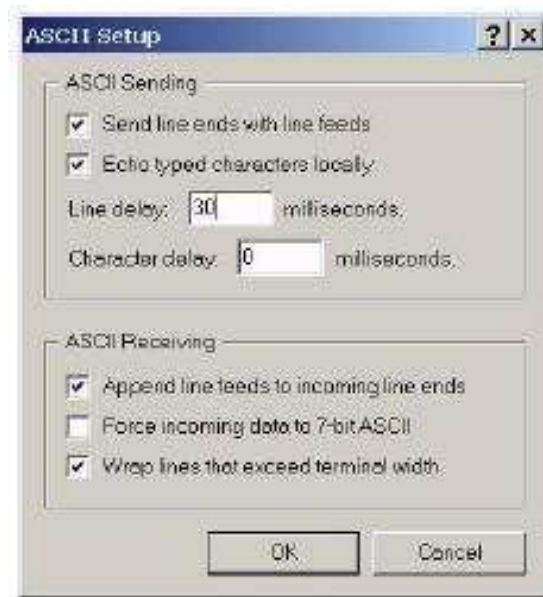 ASCII Setup
ASCII Sending
Send line ends with line feeds
Echo typed characters locally
Line delay: 30 milliseconds.
Character delay: 0 milliseconds.
ASCII Receiving
Append line feeds to incoming line ends
Force incoming data to 7-bit ASCII
Wrap lines that exceed terminal width
OK Cancel